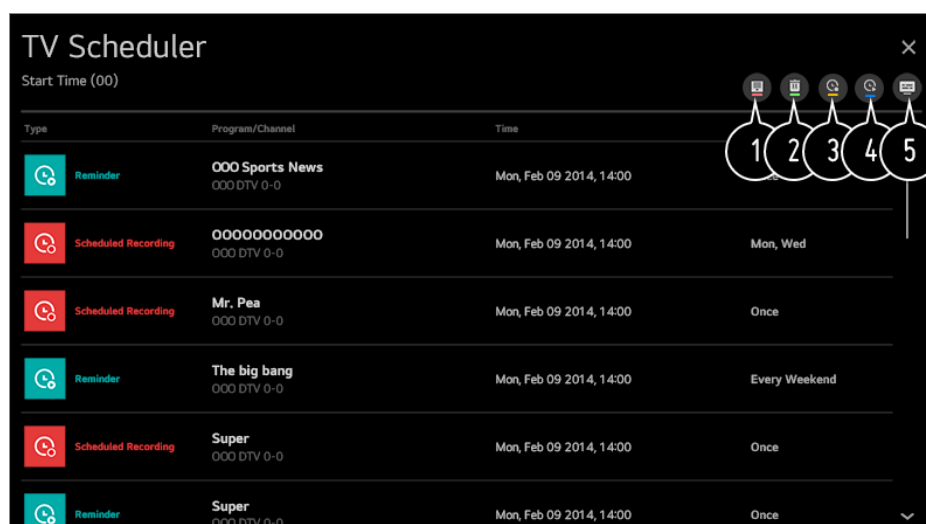 TV Scheduler
Start Time (00)
1 2 3 4 5
Type Program/Channel Time
Reminder OOO Sports News Mon, Feb 09 2014, 14:00
OOO DTV 0-0
Scheduled Recording OOOOOOOOOOO Mon, Feb 09 2014, 14:00 Mon, Wed
OOO DTV 0-0
Scheduled Recording Mr. Pea Mon, Feb 09 2014, 14:00 Once
OOO DTV 0-0
Reminder The big bang Mon, Feb 09 2014, 14:00 Every Weekend
OOO DTV 0-0
Scheduled Recording Super Mon, Feb 09 2014, 14:00 Once
OOO DTV 0-0
Reminder Super Mon, Feb 09 2014, 14:00 Once
OOO DTV 0-0